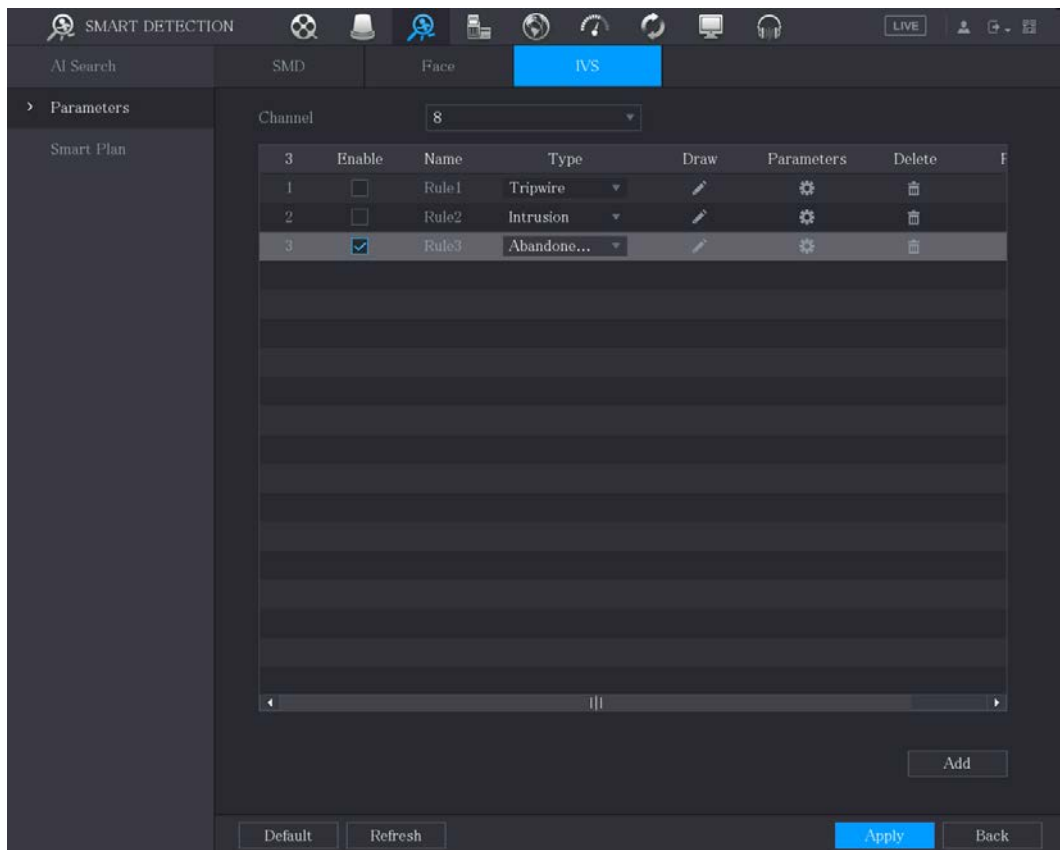 SMART DETECTION LIVE
AI Search SMD Face IVS
Parameters
Smart Plan
Channel 8
3 Enable Name Type Draw Parameters Delete
1 Rule1 Tripwire
2 Rule2 Intrusion
3 Rule3 Abandone...
Add
Default Refresh Apply Back